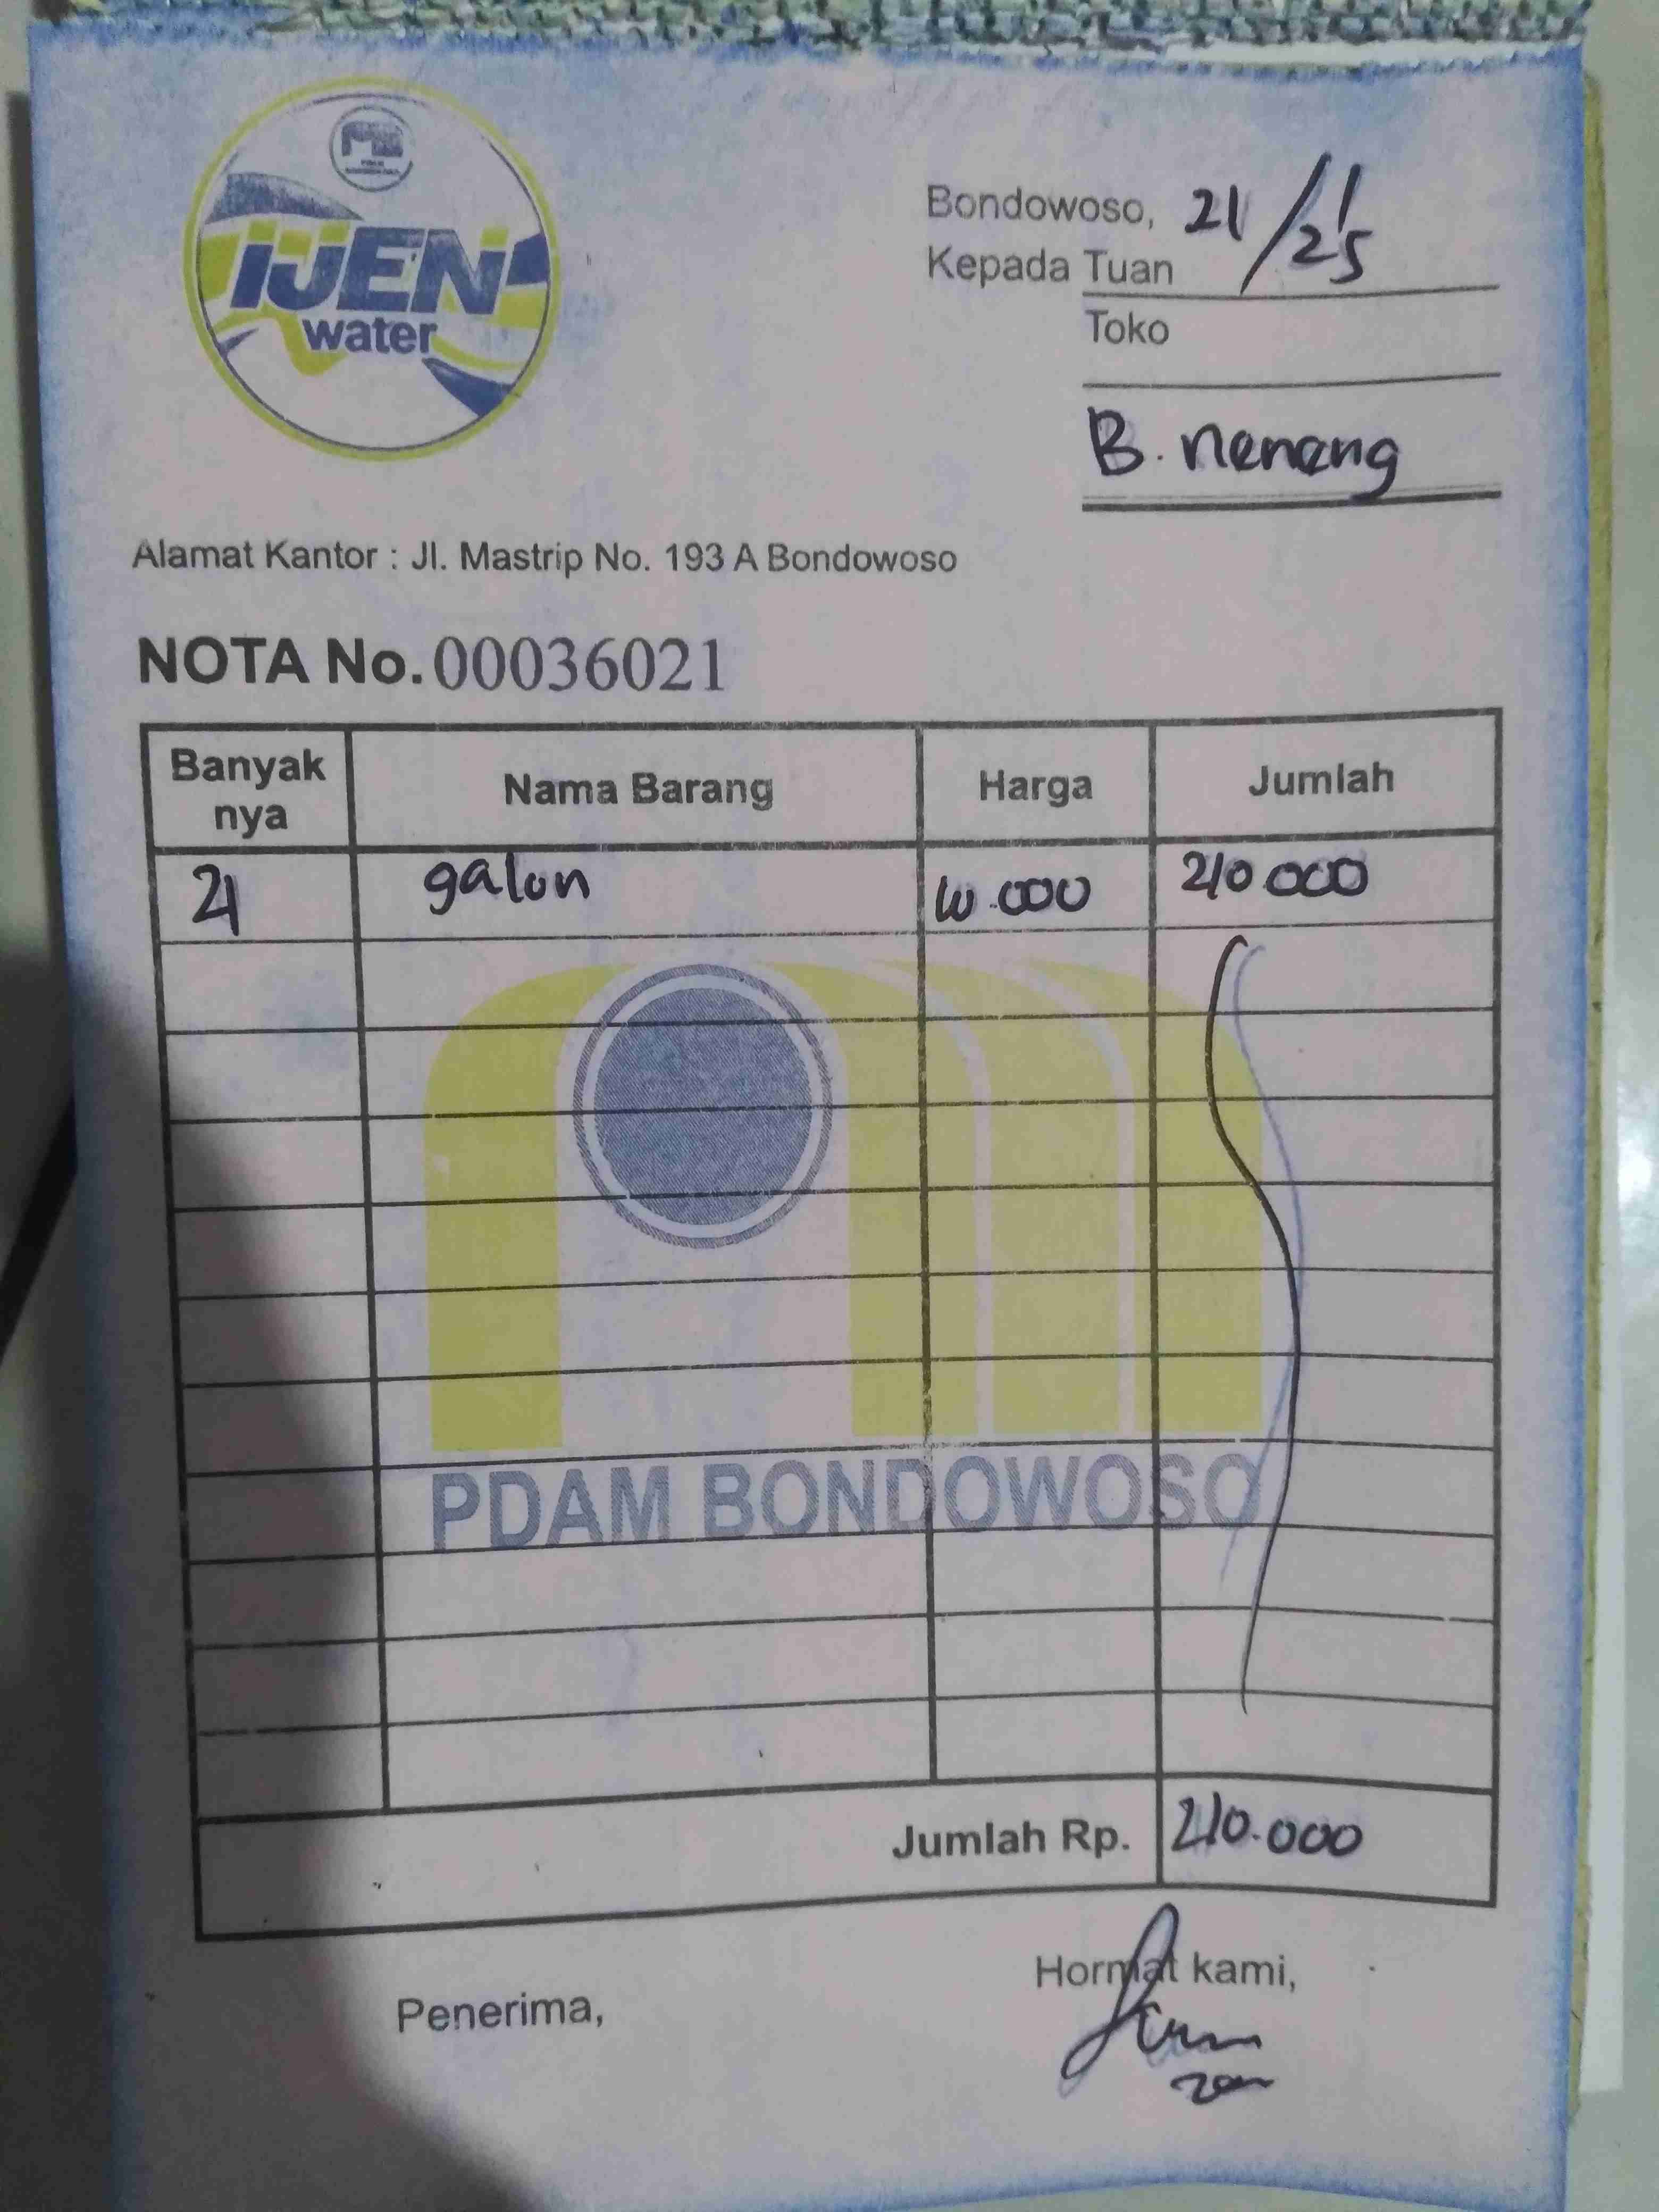 iJEN
water
Bondowoso, 21/1/25
Kepada Tuan
Toko
B. nenang
Alamat Kantor : Jl. Mastrip No. 193 A Bondowoso
NOTA No. 00036021
Banyak nya Nama Barang Harga Jumlah
21 galon 10.000 210.000
PDAM BONDOWOSO
Jumlah Rp. 210.000
Hormat kami,
Penerima,